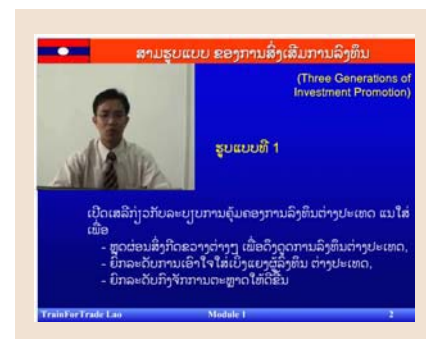 ສາມຮູບແບບ ຂອງການສົ່ງເສີມການລົງທຶນ
(Three Generations of
Investment Promotion)
ຮູບແບບທີ 1
ເປີດເສລີກ່ຽວກັບລະບຽບການຄຸ້ມຄອງການລົງທຶນຕ່າງປະເທດ ແນໃສ່
ເພື່ອ
- ຫຼຸດຜ່ອນສິ່ງກີດຂວາງຕ່າງໆ ເພື່ອດຶງດູດການລົງທຶນຕ່າງປະເທດ,
- ຍົກລະດັບການເອົາໃຈໃສ່ເບິ່ງແຍງຜູ້ລົງທຶນ ຕ່າງປະເທດ,
- ຍົກລະດັບກົງຈັກການຕະຫຼາດໃຫ້ດີຂຶ້ນ
TrainForTrade Lao Module 1 2